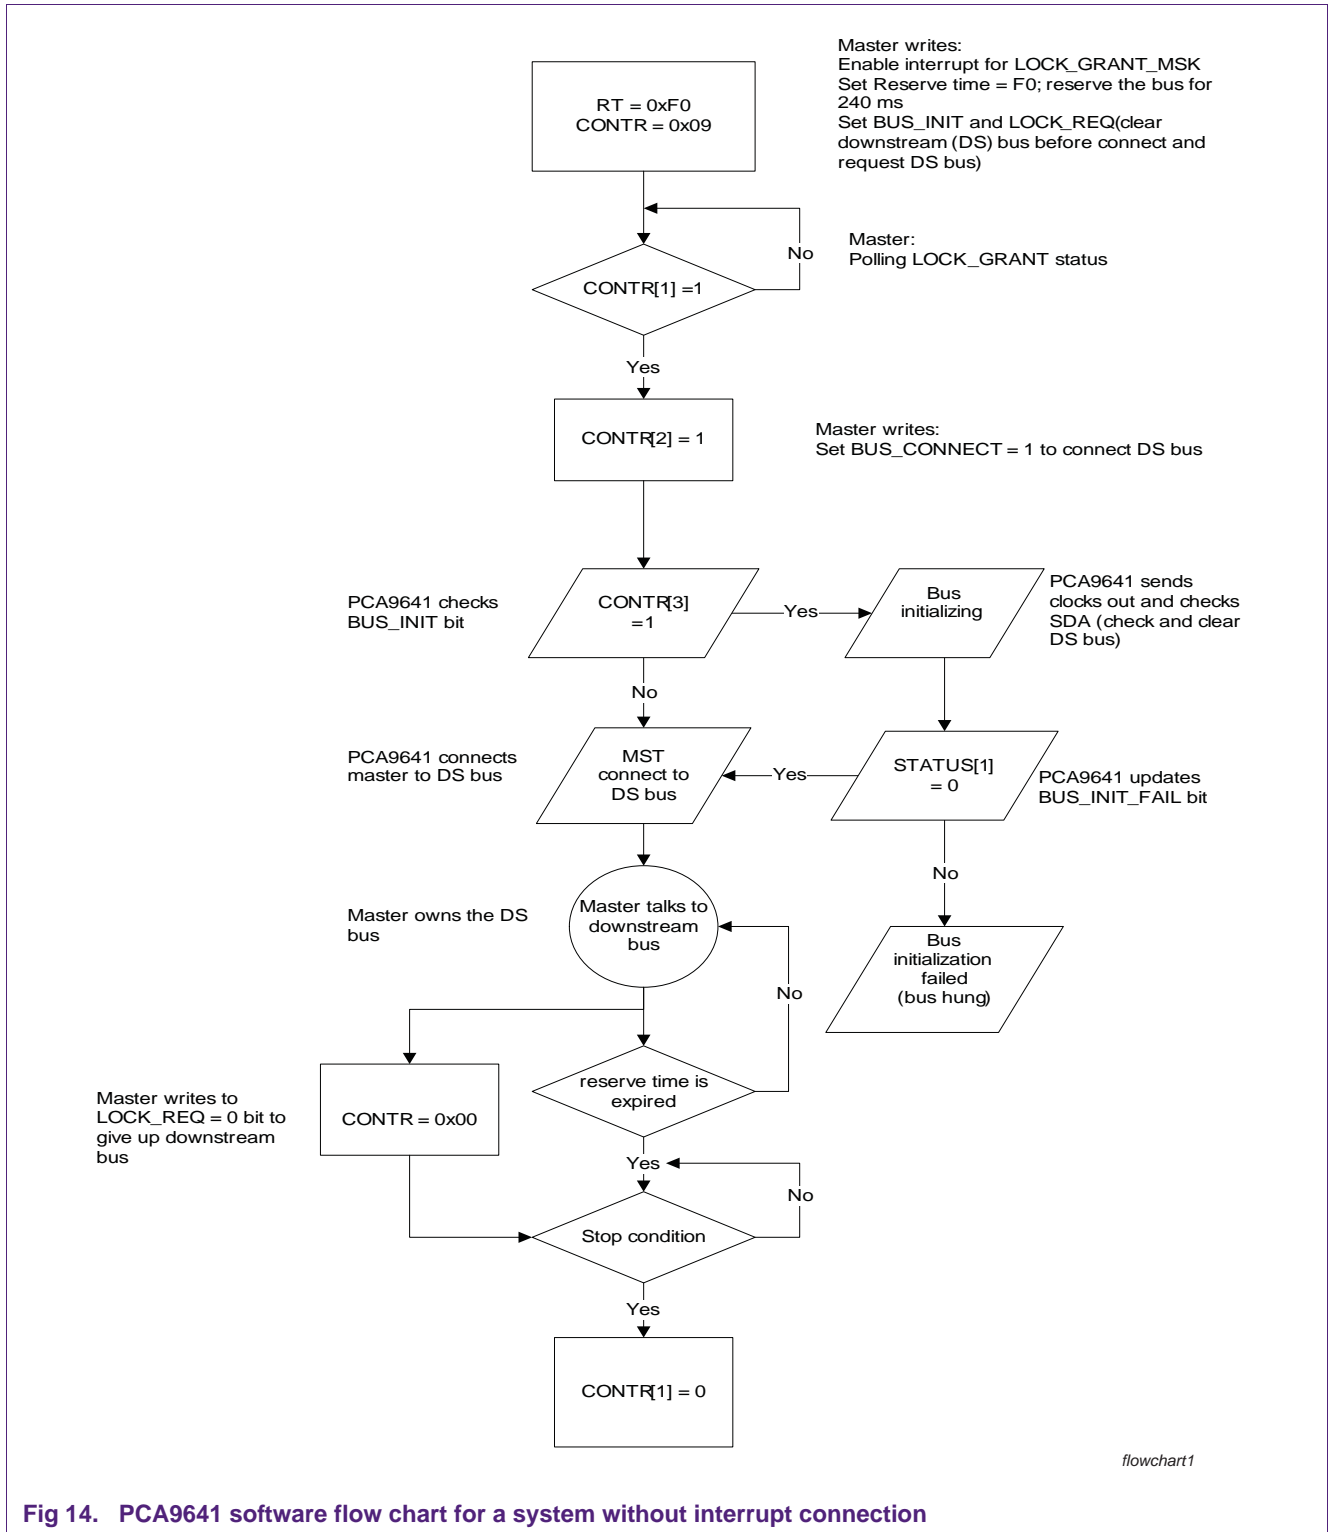 Master writes:
Enable interrupt for LOCK_GRANT_MSK
Set Reserve time = F0; reserve the bus for
240 ms
Set BUS_INIT and LOCK_REQ(clear
downstream (DS) bus before connect and
request DS bus)
RT = 0xF0
CONTR = 0x09
No
Master:
Polling LOCK_GRANT status
CONTR[1] =1
Yes
CONTR[2] = 1
Master writes:
Set BUS_CONNECT = 1 to connect DS bus
PCA9641 checks
BUS_INIT bit
CONTR[3]
=1
Yes
Bus
initializing
PCA9641 sends
clocks out and checks
SDA (check and clear
DS bus)
No
PCA9641 connects
master to DS bus
MST
connect to
DS bus
Yes
STATUS[1]
= 0
PCA9641 updates
BUS_INIT_FAIL bit
No
Master owns the DS
bus
Master talks to
downstream
bus
Bus
initialization
failed
(bus hung)
No
Master writes to
LOCK_REQ = 0 bit to
give up downstream
bus
CONTR = 0x00
reserve time is
expired
Yes
No
Stop condition
Yes
CONTR[1] = 0
flowchart1
Fig 14. PCA9641 software flow chart for a system without interrupt connection